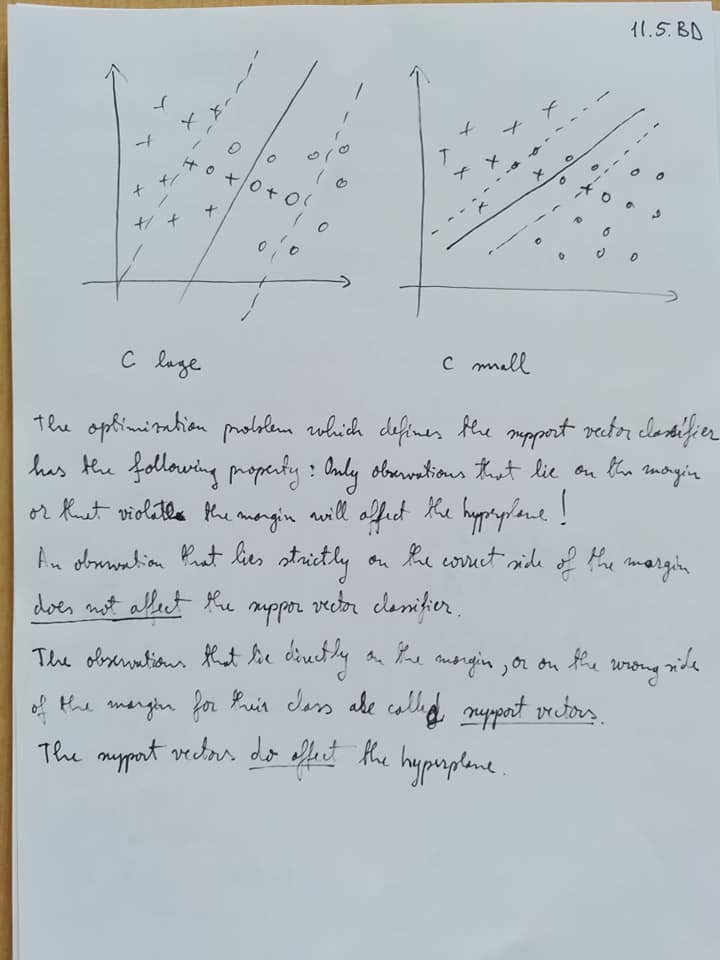 11.5.BD
C lage
C small
The optimization problem which defines the support vector classifier
has the following property: Only observations that lie on the margin
or that violate the margin will affect the hyperplane!
An observation that lies strictly on the correct side of the margin
does not affect the suppor vector classifier.
The observations that lie directly on the margin, or on the wrong side
of the margin for their class are called support vectors.
The support vectors do affect the hyperplane.